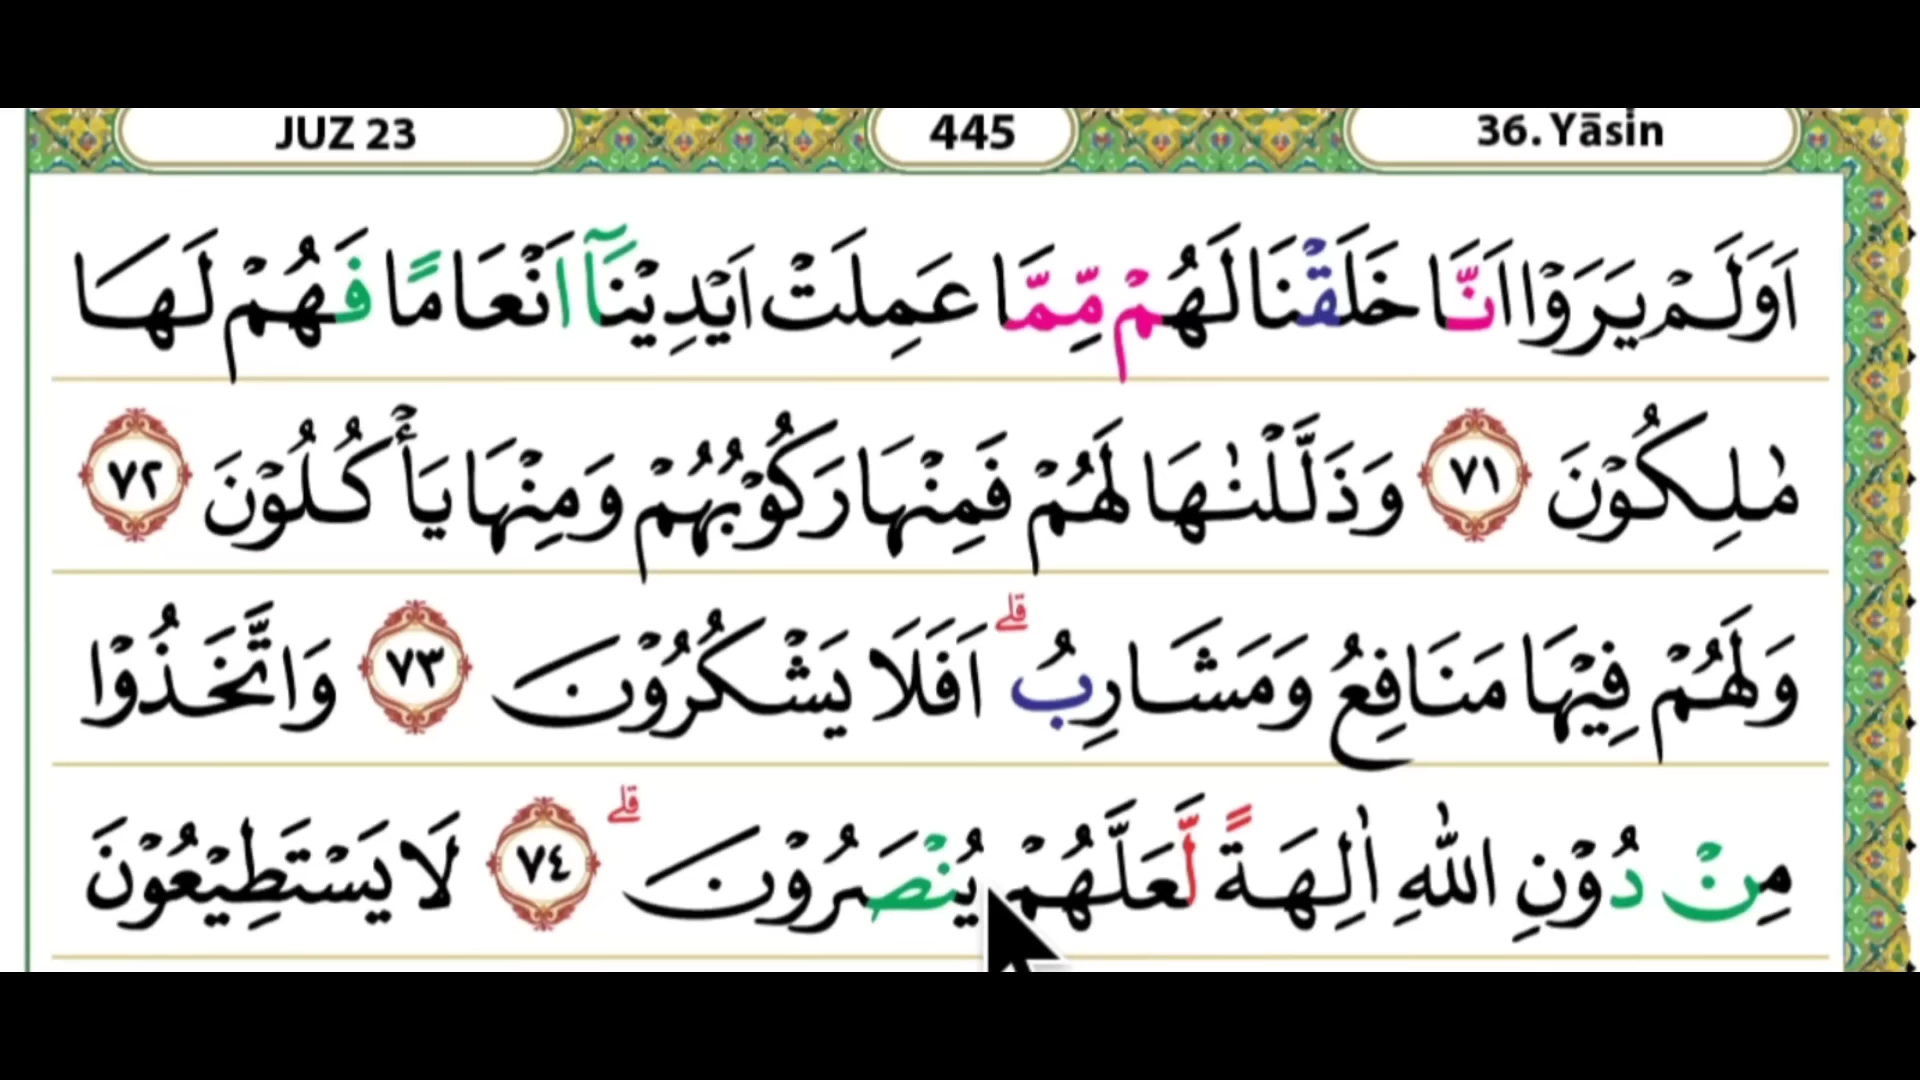 JUZ 23 445 36. Yāsin
اَوَلَمْ يَرَوْا اَنَّا خَلَقْنَا لَهُمْ مِّمَّا عَمِلَتْ اَيْدِيْنَآ اَنْعَامًا فَهُمْ لَهَا
مٰلِكُوْنَ ٧١ وَذَلَّلْنٰهَا لَهُمْ فَمِنْهَا رَكُوْبُهُمْ وَمِنْهَا يَأْكُلُوْنَ ٧٢
وَلَهُمْ فِيْهَا مَنَافِعُ وَمَشَارِبُ ۗ اَفَلَا يَشْكُرُوْنَ ٧٣ وَاتَّخَذُوْا
مِنْ دُوْنِ اللّٰهِ اٰلِهَةً لَّعَلَّهُمْ يُنْصَرُوْنَ ۗ ٧٤ لَا يَسْتَطِيْعُوْنَ